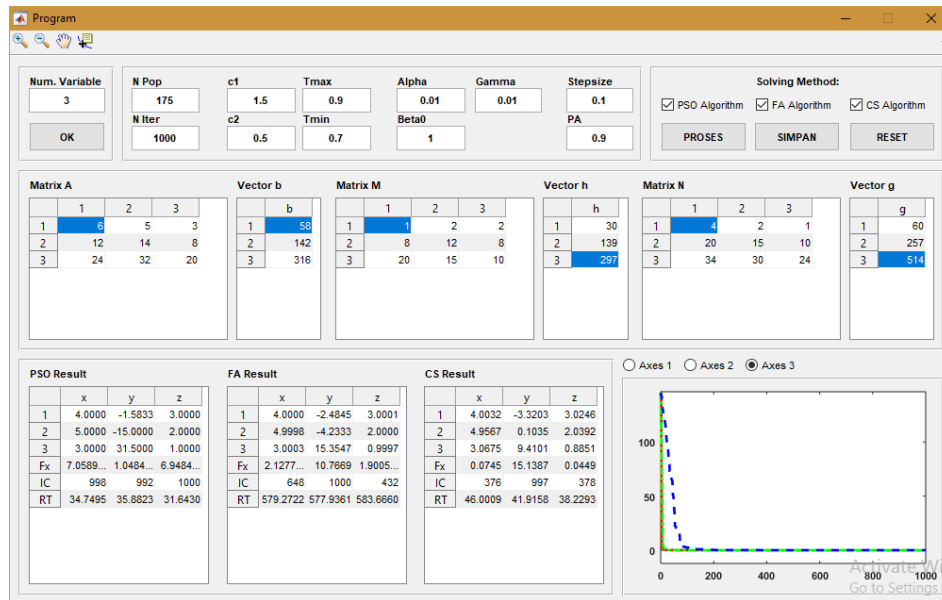 Program
Num. Variable N Pop c1 Tmax Alpha Gamma Stepsize Solving Method:
3 175 1.5 0.9 0.01 0.01 0.1 PSO Algorithm FA Algorithm CS Algorithm
N Iter c2 Tmin Beta0 PA
OK 1000 0.5 0.7 1 0.9 PROSES SIMPAN RESET
Matrix A Vector b Matrix M Vector h Matrix N Vector g
1 2 3 b 1 2 3 h 1 2 3 g
1 6 5 3 1 58 1 1 2 2 1 30 1 4 2 1 1 60
2 12 14 8 2 142 2 8 12 8 2 139 2 20 15 10 2 257
3 24 32 20 3 316 3 20 15 10 3 297 3 34 30 24 3 514
PSO Result FA Result CS Result Axes 1 Axes 2 Axes 3
x y z x y z x y z
1 4.0000 -1.5833 3.0000 1 4.0000 -2.4845 3.0001 1 4.0032 -3.3203 3.0246
2 5.0000 -15.0000 2.0000 2 4.9998 -4.2333 2.0000 2 4.9567 0.1035 2.0392
3 3.0000 31.5000 1.0000 3 3.0003 15.3547 0.9997 3 3.0675 9.4101 0.8851
Fx 7.0589... 1.0484... 6.9484... Fx 2.1277... 10.7669 1.9005... Fx 0.0745 15.1387 0.0449
IC 998 992 1000 IC 648 1000 432 IC 376 997 378
RT 34.7495 35.8823 31.6430 RT 579.2722 577.9361 583.6660 RT 46.0009 41.9158 38.2293
100
50
0
0 200 400 600 800 1000
Activate Wi
Go to Settings